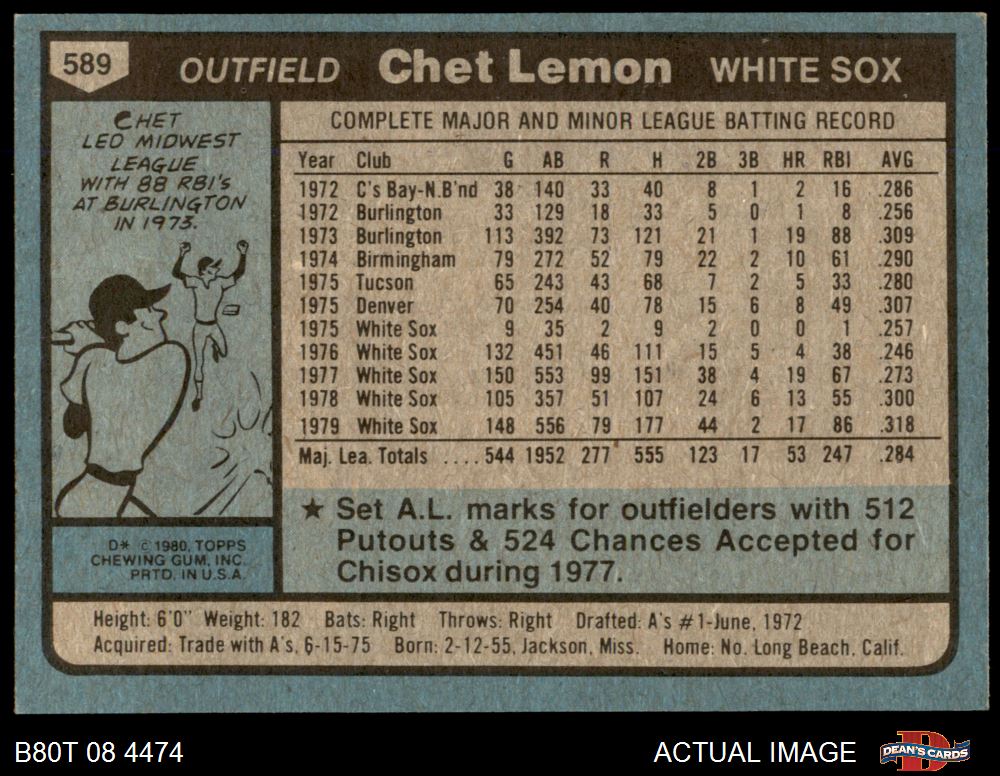 589 OUTFIELD Chet Lemon WHITE SOX
CHET
LED MIDWEST
LEAGUE
WITH 88 RBI'S
AT BURLINGTON
IN 1973.
COMPLETE MAJOR AND MINOR LEAGUE BATTING RECORD
Year Club G AB R H 2B 3B HR RBI AVG
1972 C's Bay-N.B'nd 38 140 33 40 8 1 2 16 .286
1972 Burlington 33 129 18 33 5 0 1 8 .256
1973 Burlington 113 392 73 121 21 1 19 88 .309
1974 Birmingham 79 272 52 79 22 2 10 61 .290
1975 Tucson 65 243 43 68 7 2 5 33 .280
1975 Denver 70 254 40 78 15 6 8 49 .307
1975 White Sox 9 35 2 9 2 0 0 1 .257
1976 White Sox 132 451 46 111 15 5 4 38 .246
1977 White Sox 150 553 99 151 38 4 19 67 .273
1978 White Sox 105 357 51 107 24 6 13 55 .300
1979 White Sox 148 556 79 177 44 2 17 86 .318
Maj. Lea. Totals ....544 1952 277 555 123 17 53 247 .284
★ Set A.L. marks for outfielders with 512
Putouts & 524 Chances Accepted for
Chisox during 1977.
D* © 1980, TOPPS
CHEWING GUM, INC.
PRTD. IN U.S.A.
Height: 6'0" Weight: 182 Bats: Right Throws: Right Drafted: A's #1-June, 1972
Acquired: Trade with A's, 6-15-75 Born: 2-12-55, Jackson, Miss. Home: No. Long Beach, Calif.
B80T 08 4474 ACTUAL IMAGE D DEAN'S CARDS